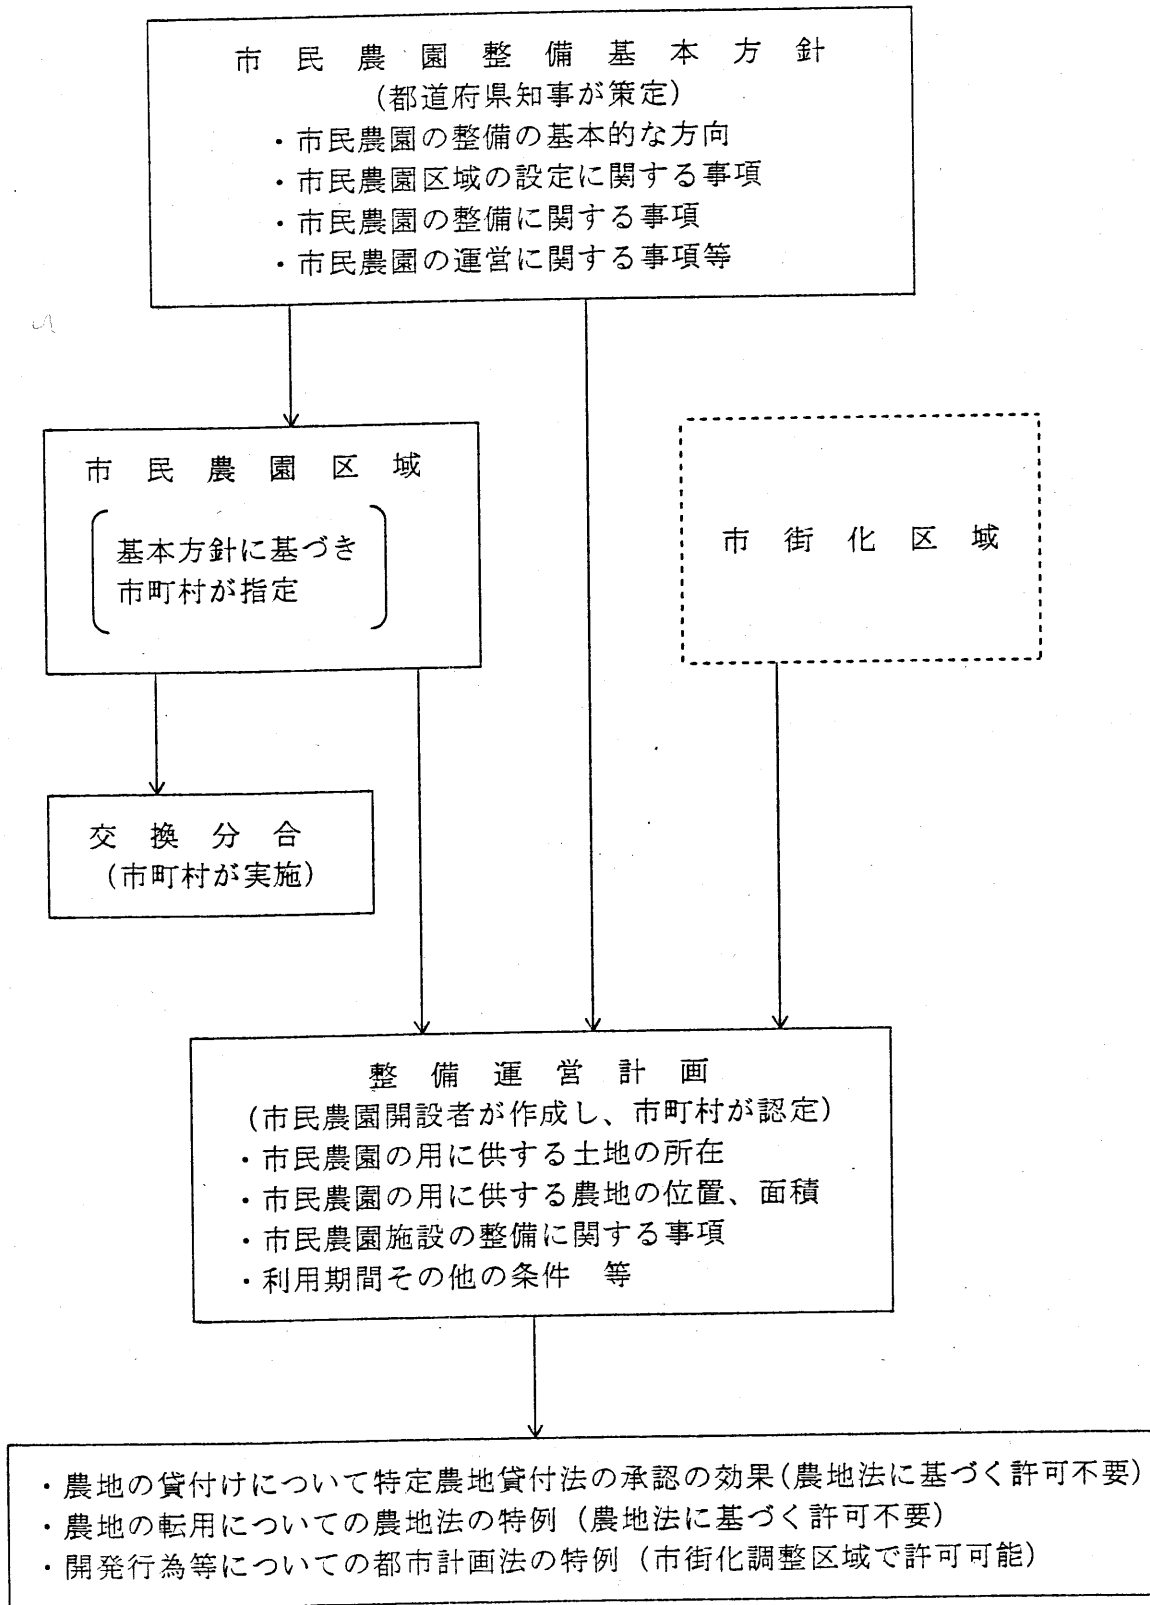 市民農園整備基本方針
(都道府県知事が策定)
・市民農園の整備の基本的な方向
・市民農園区域の設定に関する事項
・市民農園の整備に関する事項
・市民農園の運営に関する事項等
市民農園区域
基本方針に基づき
市町村が指定
市街化区域
交換分合
(市町村が実施)
整備運営計画
(市民農園開設者が作成し、市町村が認定)
・市民農園の用に供する土地の所在
・市民農園の用に供する農地の位置、面積
・市民農園施設の整備に関する事項
・利用期間その他の条件　等
・農地の貸付けについて特定農地貸付法の承認の効果(農地法に基づく許可不要)
・農地の転用についての農地法の特例(農地法に基づく許可不要)
・開発行為等についての都市計画法の特例(市街化調整区域で許可可能)